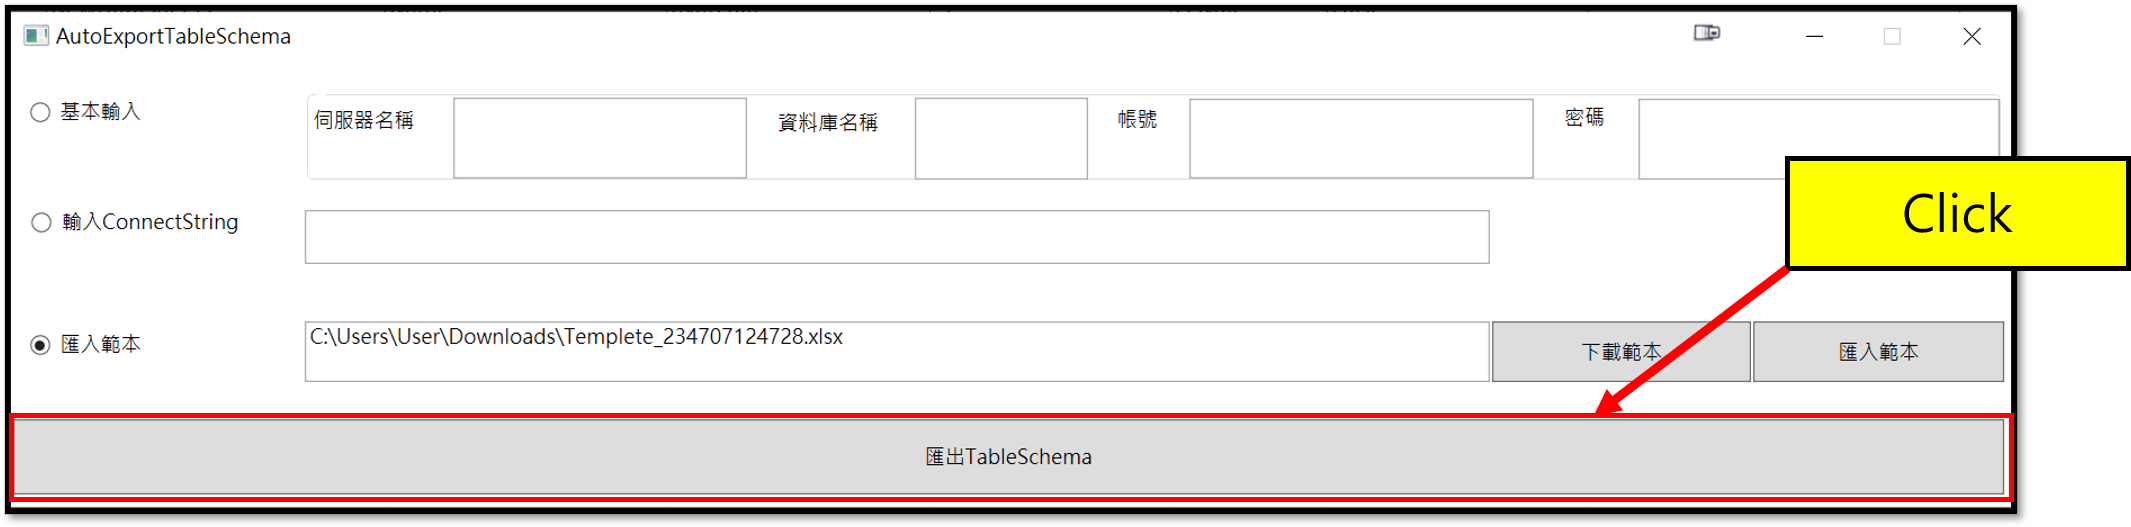 AutoExportTableSchema
基本輸入
伺服器名稱
資料庫名稱
帳號
密碼
Click
輸入ConnectString
匯入範本
C:\Users\User\Downloads\Templete_234707124728.xlsx
下載範本
匯入範本
匯出TableSchema